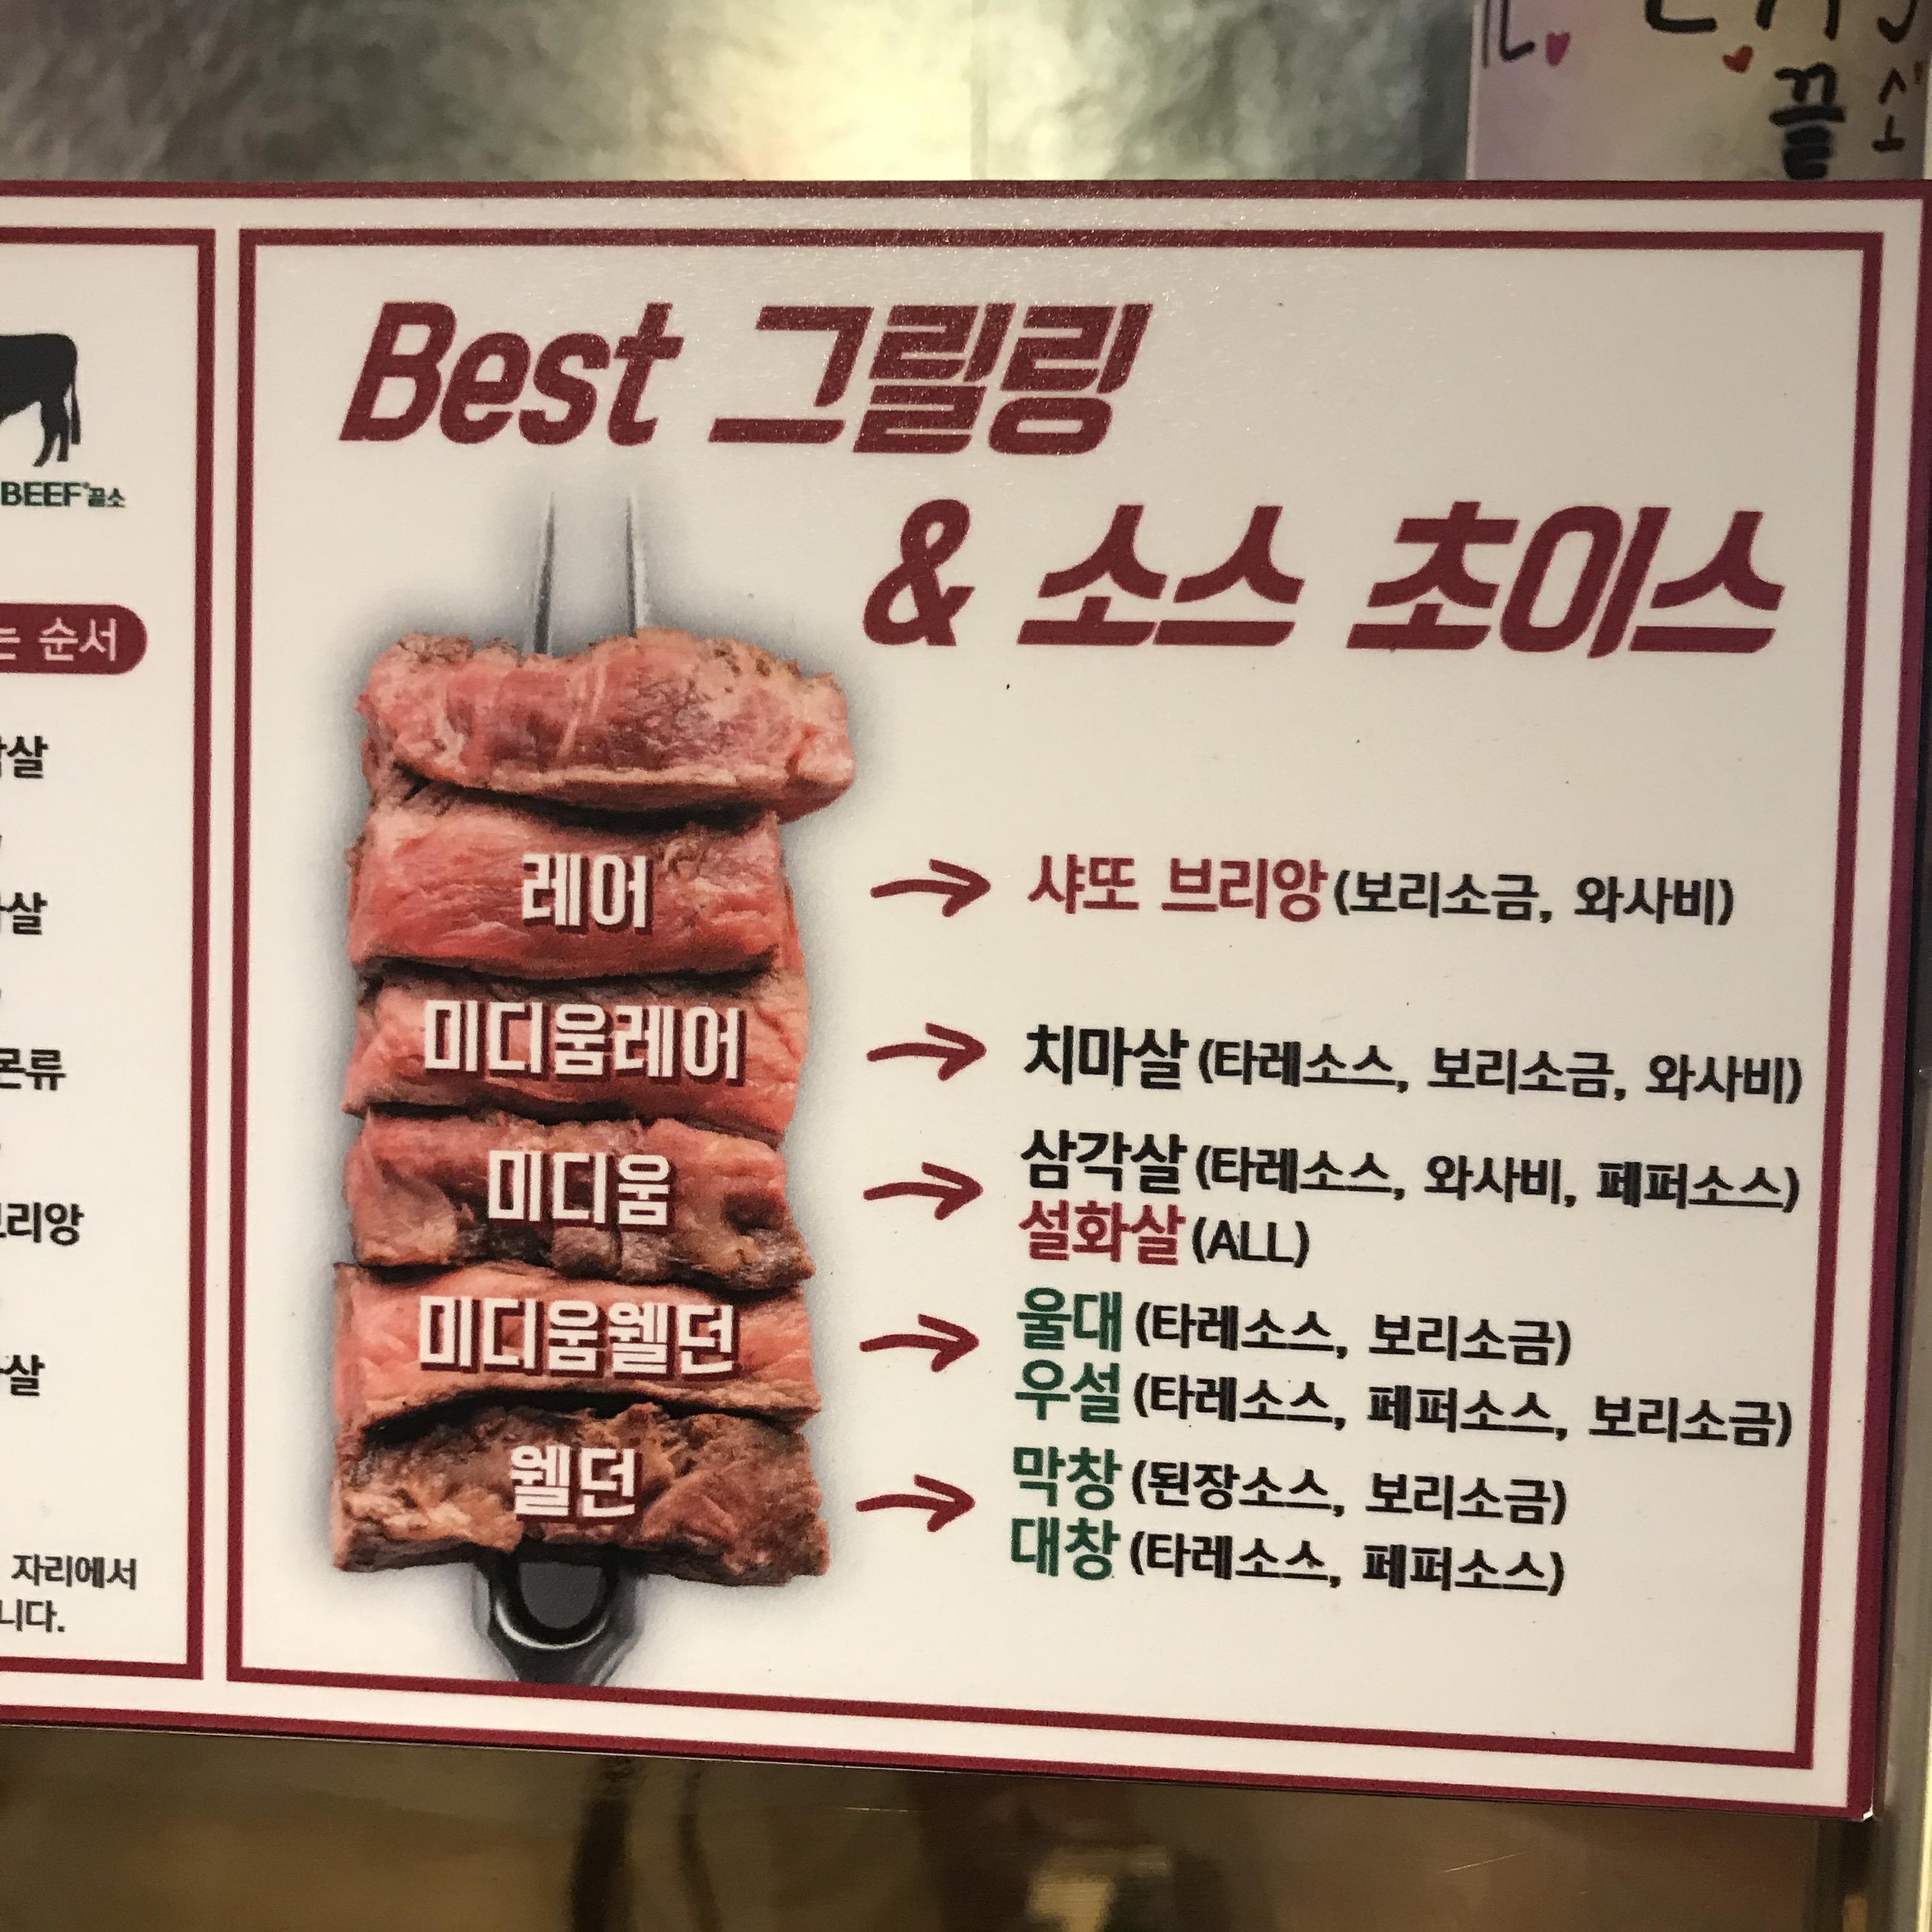 끝
소
BEEF 끝소
순서
살
살
류
리앙
살
자리에서
니다.
Best 그릴링
& 소스 초이스
레어
샤또 브리앙(보리소금, 와사비)
미디움레어
치마살(타레소스, 보리소금, 와사비)
미디움
삼각살(타레소스, 와사비, 페퍼소스)
설화살(ALL)
미디움웰던
울대(타레소스, 보리소금)
우설(타레소스, 페퍼소스, 보리소금)
웰던
막창(된장소스, 보리소금)
대창(타레소스, 페퍼소스)